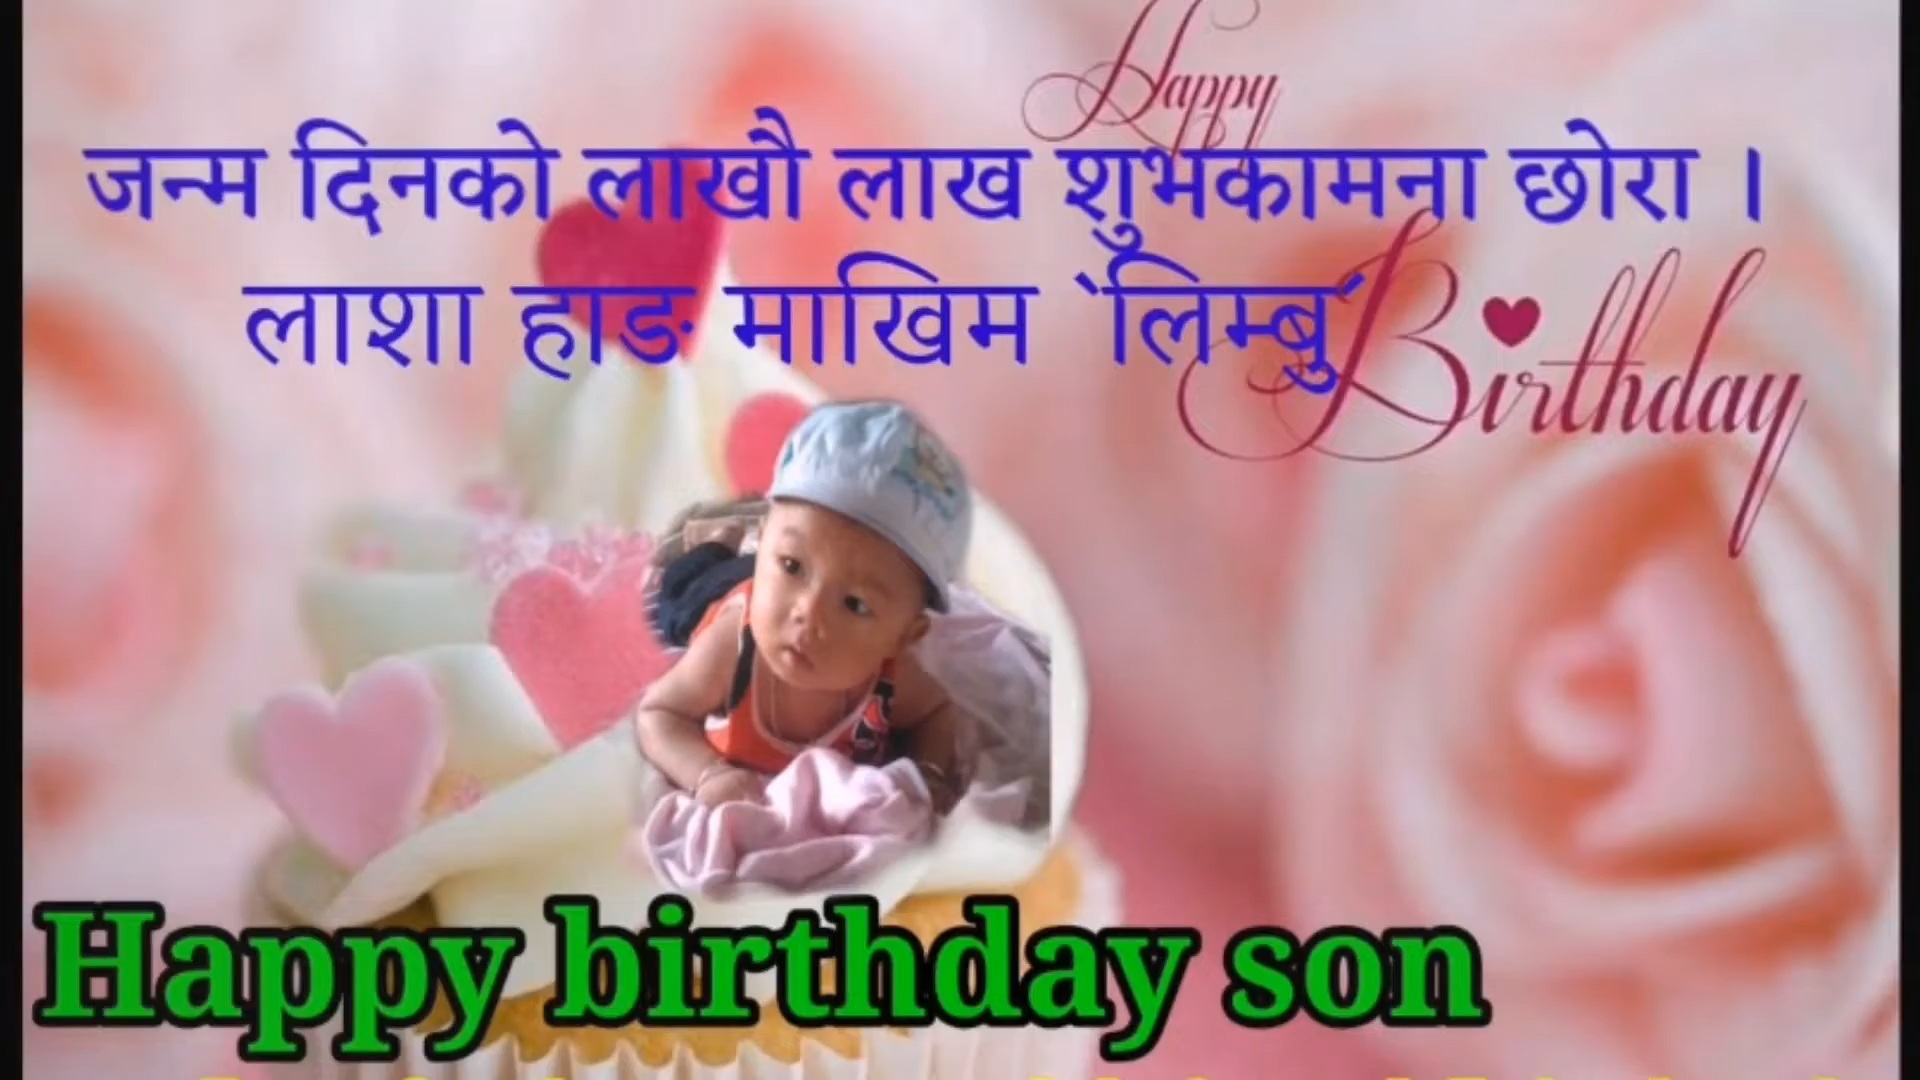 Happy
जन्म दिनको लाखौ लाख शुभकामना छोरा ।
लाशा हाङ माखिम `लिम्बु´
Birthday
Happy birthday son